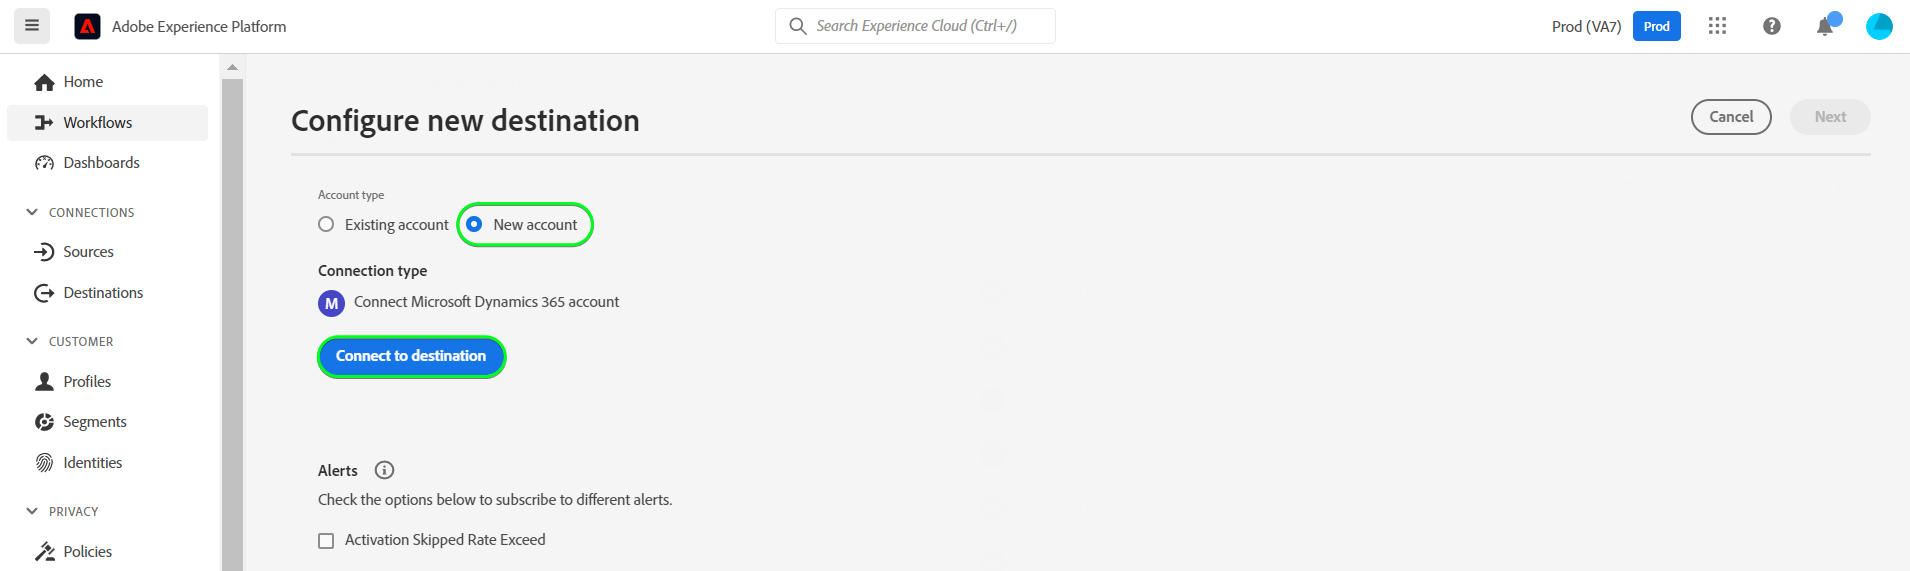 Adobe Experience Platform
Search Experience Cloud (Ctrl+/)
Prod (VA7)
Prod
Home
Workflows
Dashboards
CONNECTIONS
Sources
Destinations
CUSTOMER
Profiles
Segments
Identities
PRIVACY
Policies
Configure new destination
Cancel
Next
Account type
Existing account
New account
Connection type
M
Connect Microsoft Dynamics 365 account
Connect to destination
Alerts
Check the options below to subscribe to different alerts.
Activation Skipped Rate Exceed